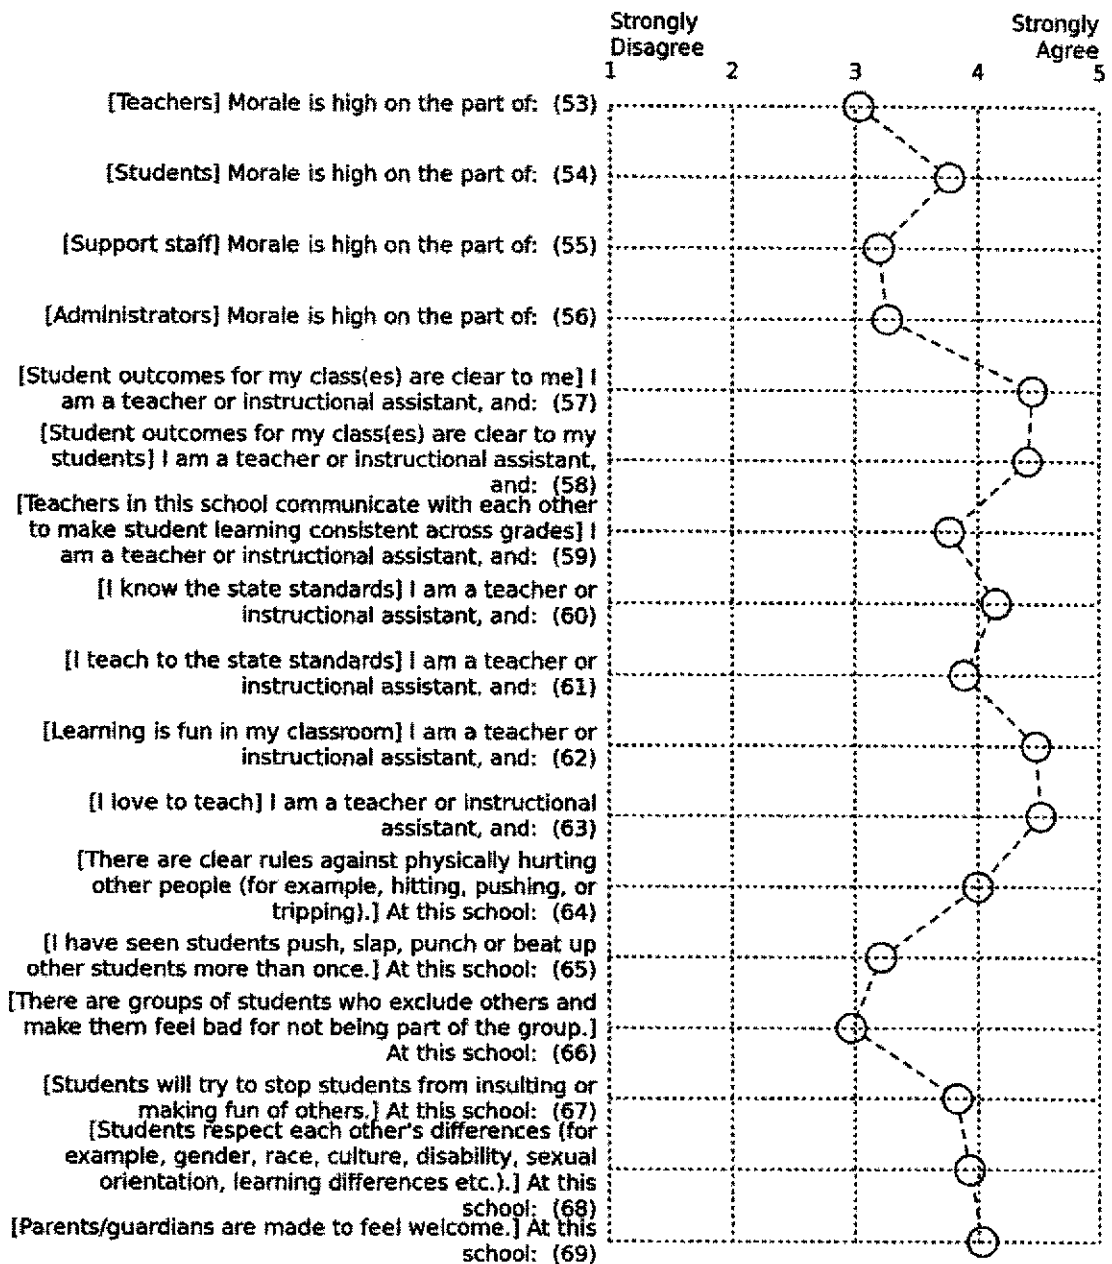 Strongly
Disagree
Strongly
Agree
1 2 3 4 5
[Teachers] Morale is high on the part of: (53)
[Students] Morale is high on the part of: (54)
[Support staff] Morale is high on the part of: (55)
[Administrators] Morale is high on the part of: (56)
[Student outcomes for my class(es) are clear to me] I
am a teacher or instructional assistant, and: (57)
[Student outcomes for my class(es) are clear to my
students] I am a teacher or instructional assistant,
and: (58)
[Teachers in this school communicate with each other
to make student learning consistent across grades] I
am a teacher or instructional assistant, and: (59)
[I know the state standards] I am a teacher or
instructional assistant, and: (60)
[I teach to the state standards] I am a teacher or
instructional assistant, and: (61)
[Learning is fun in my classroom] I am a teacher or
instructional assistant, and: (62)
[I love to teach] I am a teacher or instructional
assistant, and: (63)
[There are clear rules against physically hurting
other people (for example, hitting, pushing, or
tripping).] At this school: (64)
[I have seen students push, slap, punch or beat up
other students more than once.] At this school: (65)
[There are groups of students who exclude others and
make them feel bad for not being part of the group.]
At this school: (66)
[Students will try to stop students from insulting or
making fun of others.] At this school: (67)
[Students respect each other's differences (for
example, gender, race, culture, disability, sexual
orientation, learning differences etc.).] At this
school: (68)
[Parents/guardians are made to feel welcome.] At this
school: (69)